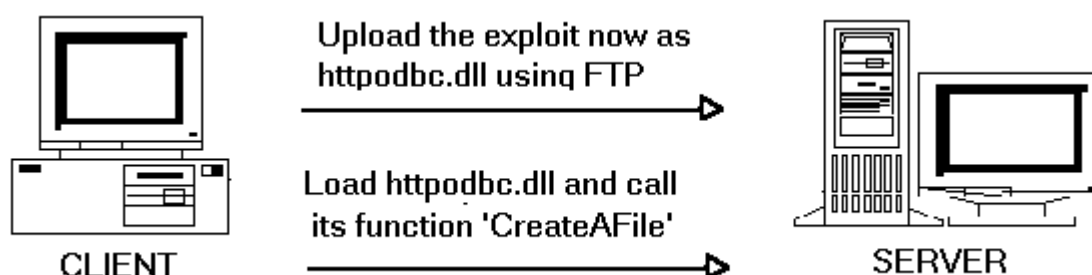 Upload the exploit now as
httpodbc.dll using FTP
Load httpodbc.dll and call
its function 'CreateAFile'
CLIENT
SERVER